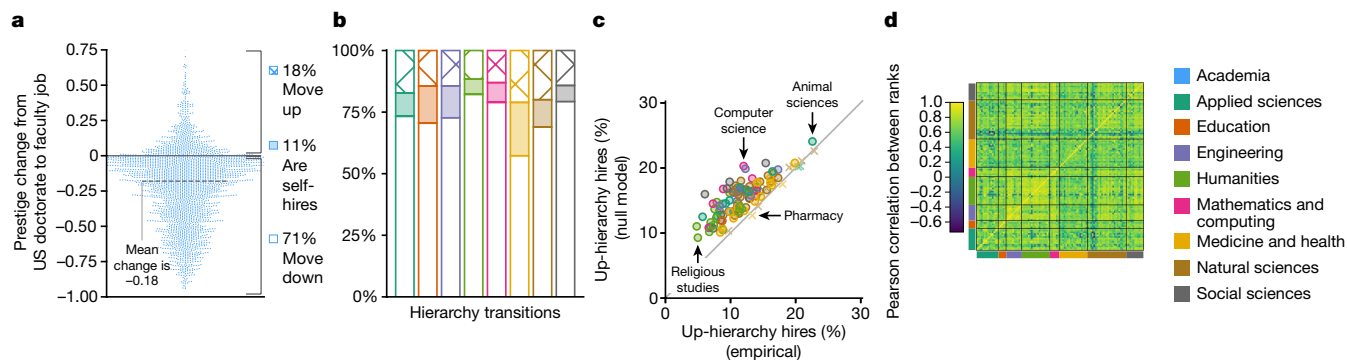 a
Prestige change from
US doctorate to faculty job
0.75
0.50
0.25
0
−0.25
−0.50
−0.75
−1.00
Mean
change is
−0.18
18%
Move
up
11%
Are
self-
hires
71%
Move
down
b
100%
75%
50%
25%
0%
Hierarchy transitions
c
Up-hierarchy hires (%)
(null model)
30
20
10
0
0
10
20
30
Computer
science
Animal
sciences
Pharmacy
Religious
studies
Up-hierarchy hires (%)
(empirical)
d
Pearson correlation between ranks
1.0
0.8
0.6
0.4
0.2
0
−0.2
−0.4
−0.6
Academia
Applied sciences
Education
Engineering
Humanities
Mathematics and
computing
Medicine and health
Natural sciences
Social sciences